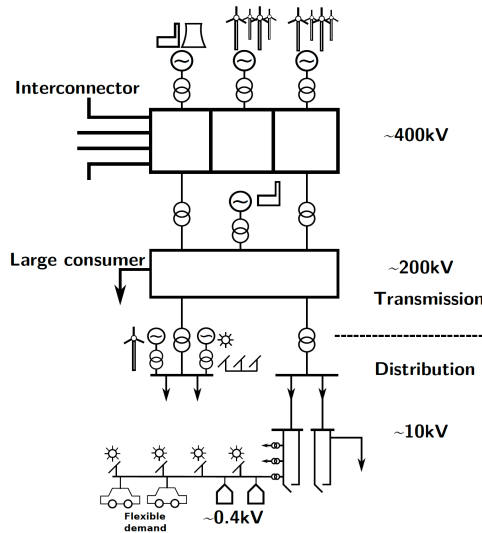 Interconnector
~400kV
Large consumer
~200kV
Transmission
Distribution
~10kV
Flexible
demand
~0.4kV